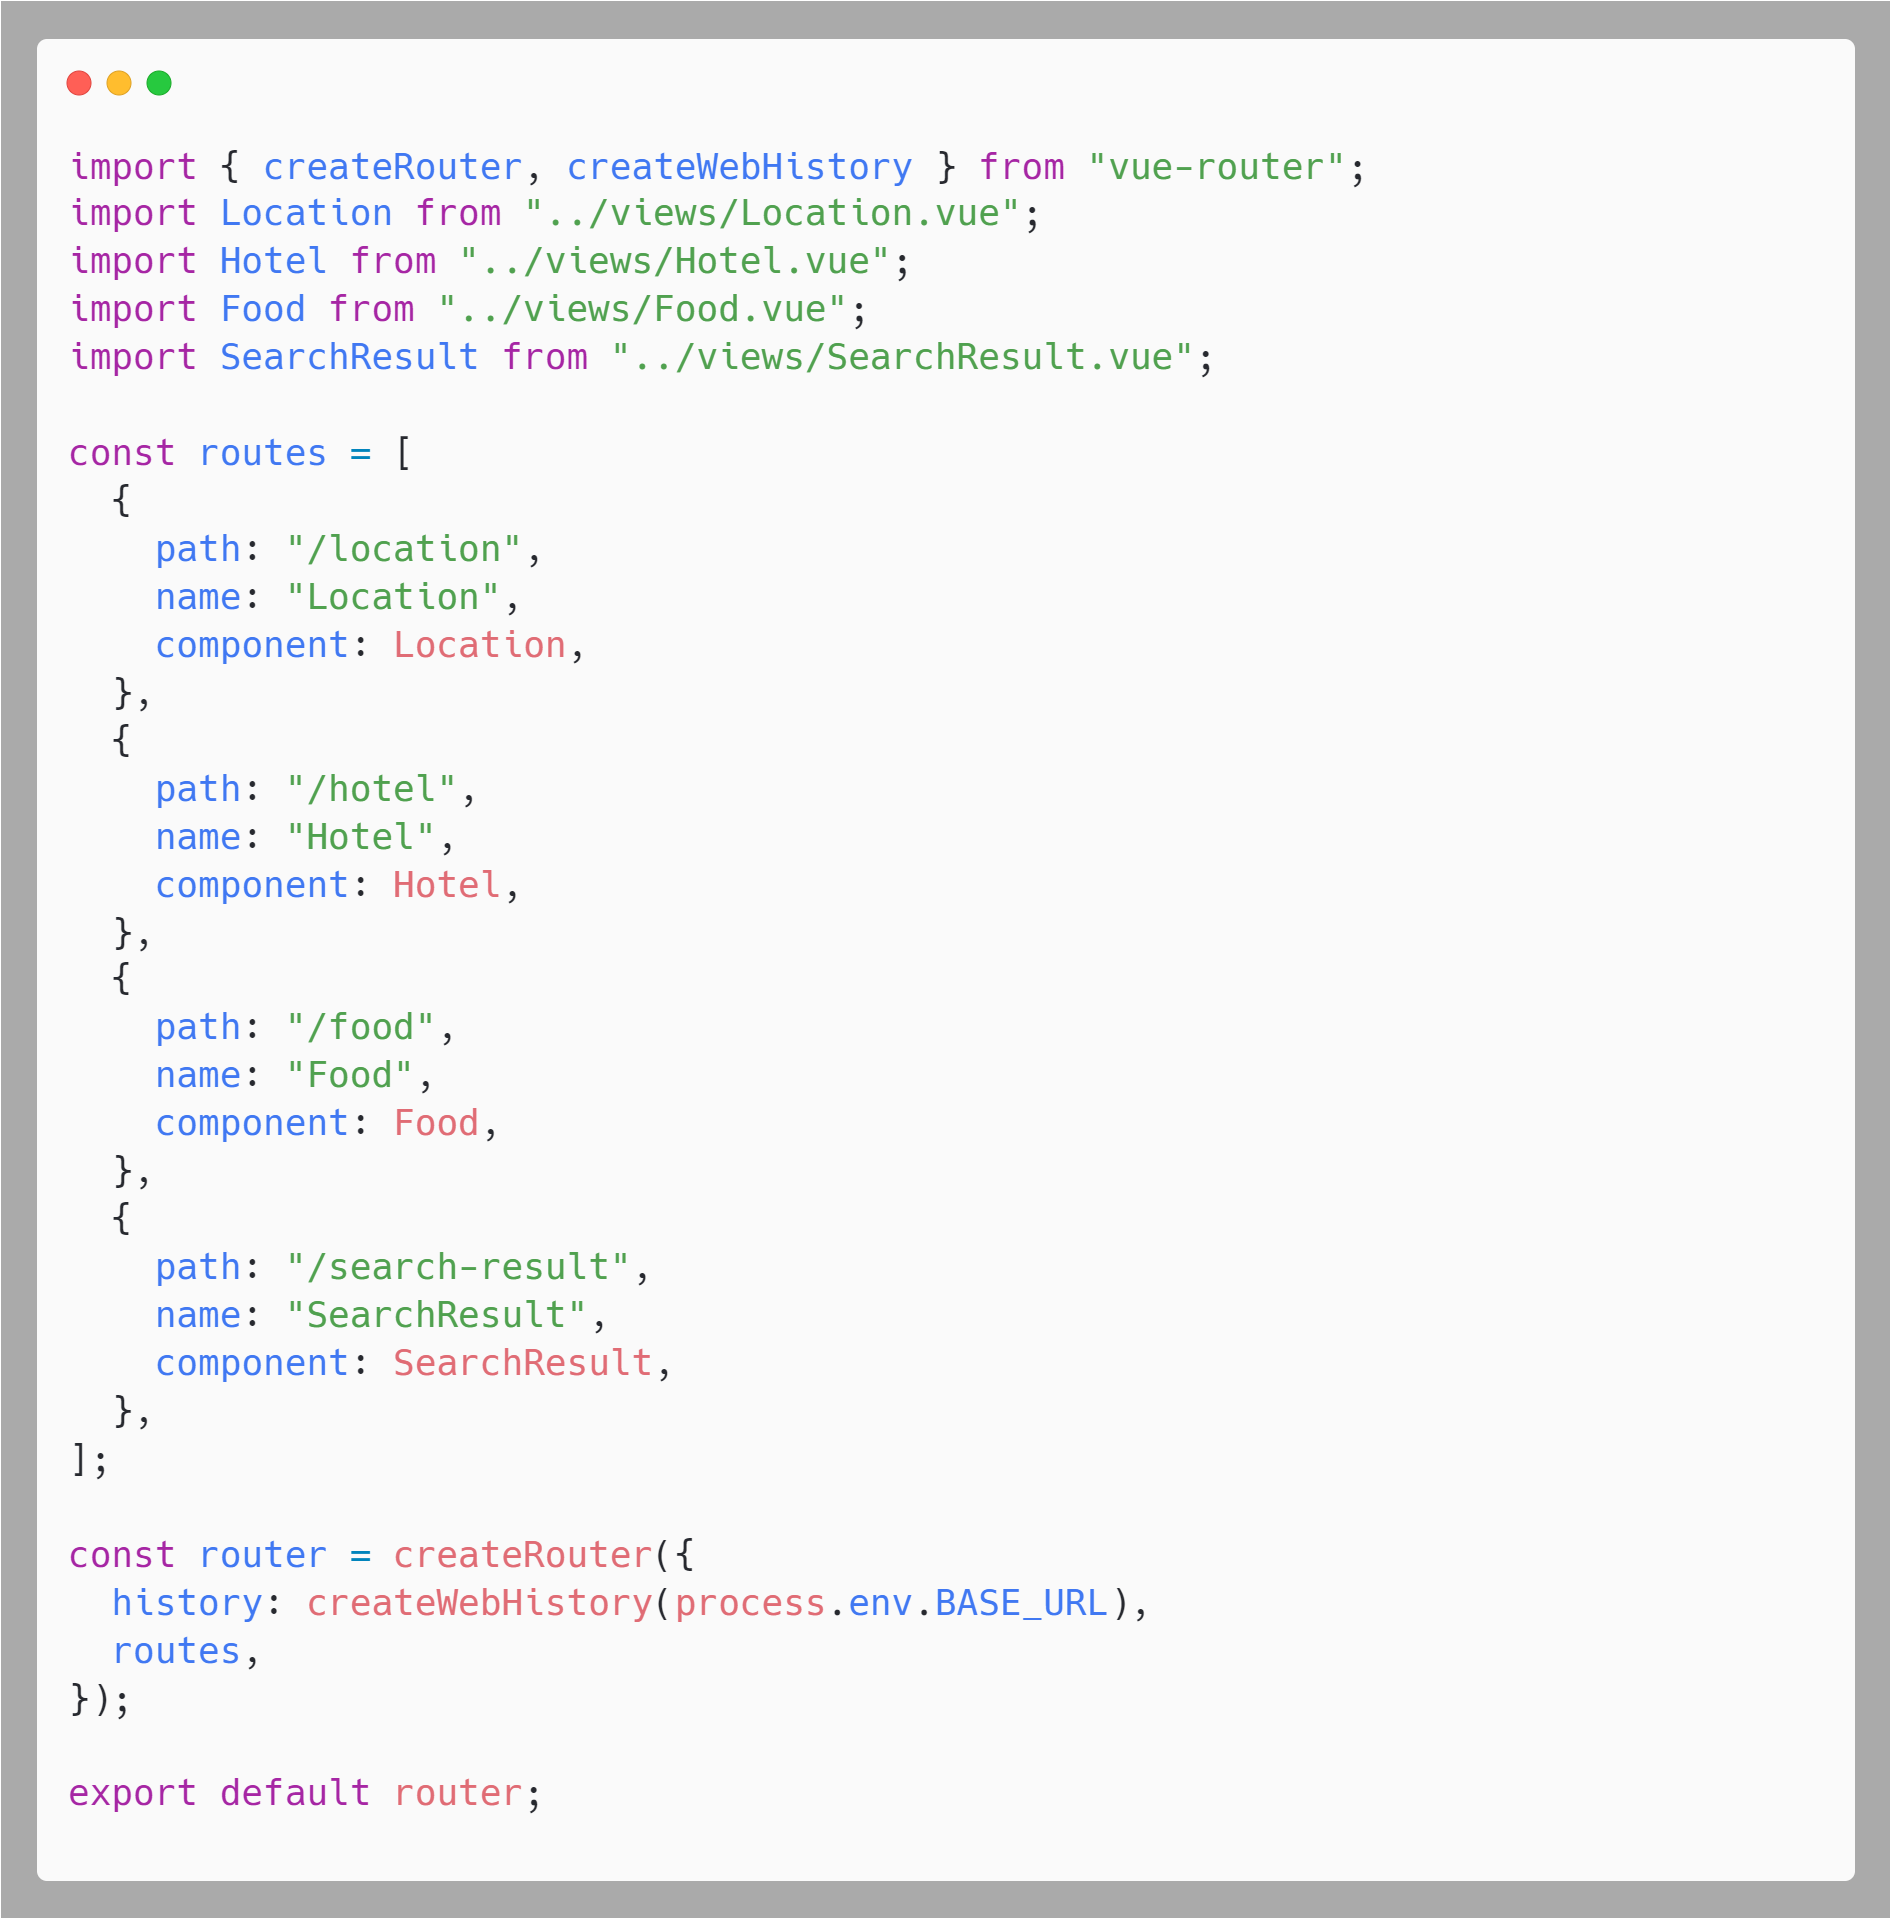 import { createRouter, createWebHistory } from "vue-router";
import Location from "../views/Location.vue";
import Hotel from "../views/Hotel.vue";
import Food from "../views/Food.vue";
import SearchResult from "../views/SearchResult.vue";

const routes = [
  {
    path: "/location",
    name: "Location",
    component: Location,
  },
  {
    path: "/hotel",
    name: "Hotel",
    component: Hotel,
  },
  {
    path: "/food",
    name: "Food",
    component: Food,
  },
  {
    path: "/search-result",
    name: "SearchResult",
    component: SearchResult,
  },
];

const router = createRouter({
  history: createWebHistory(process.env.BASE_URL),
  routes,
});

export default router;